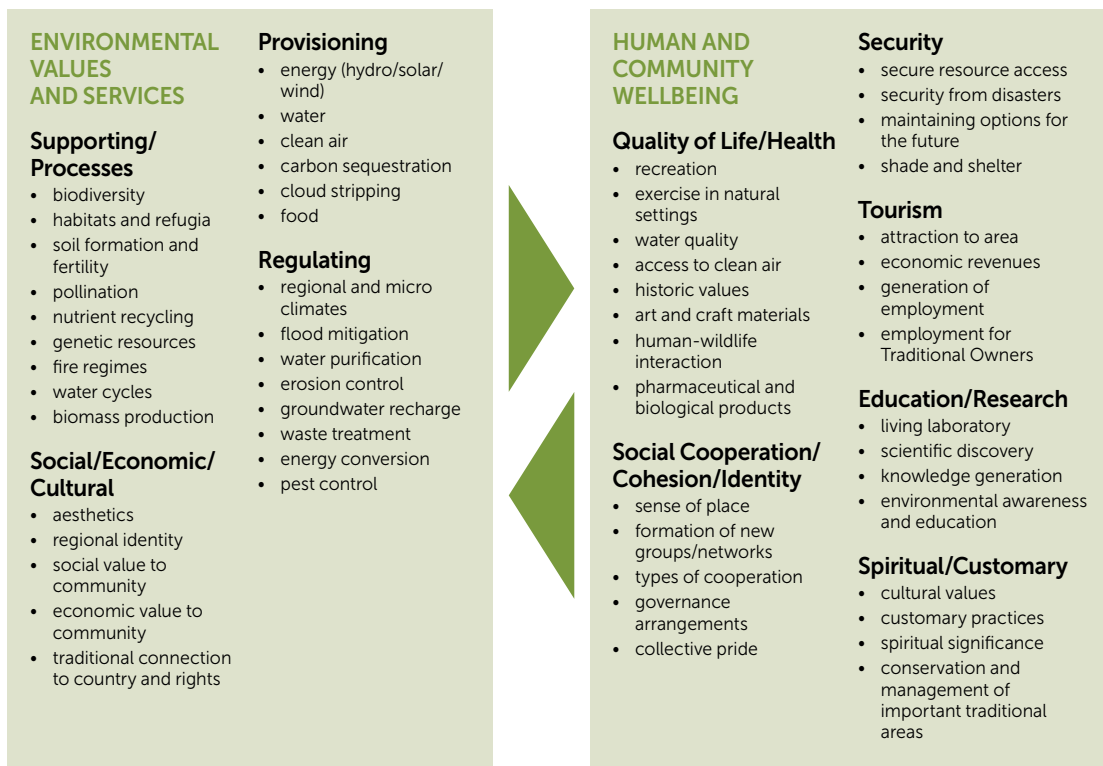 ENVIRONMENTAL
VALUES
AND SERVICES
Supporting/
Processes
• biodiversity
• habitats and refugia
• soil formation and
fertility
• pollination
• nutrient recycling
• genetic resources
• fire regimes
• water cycles
• biomass production
Social/Economic/
Cultural
• aesthetics
• regional identity
• social value to
community
• economic value to
community
• traditional connection
to country and rights
Provisioning
• energy (hydro/solar/
wind)
• water
• clean air
• carbon sequestration
• cloud stripping
• food
Regulating
• regional and micro
climates
• flood mitigation
• water purification
• erosion control
• groundwater recharge
• waste treatment
• energy conversion
• pest control
HUMAN AND
COMMUNITY
WELLBEING
Quality of Life/Health
• recreation
• exercise in natural
settings
• water quality
• access to clean air
• historic values
• art and craft materials
• human-wildlife
interaction
• pharmaceutical and
biological products
Social Cooperation/
Cohesion/Identity
• sense of place
• formation of new
groups/networks
• types of cooperation
• governance
arrangements
• collective pride
Security
• secure resource access
• security from disasters
• maintaining options for
the future
• shade and shelter
Tourism
• attraction to area
• economic revenues
• generation of
employment
• employment for
Traditional Owners
Education/Research
• living laboratory
• scientific discovery
• knowledge generation
• environmental awareness
and education
Spiritual/Customary
• cultural values
• customary practices
• spiritual significance
• conservation and
management of
important traditional
areas